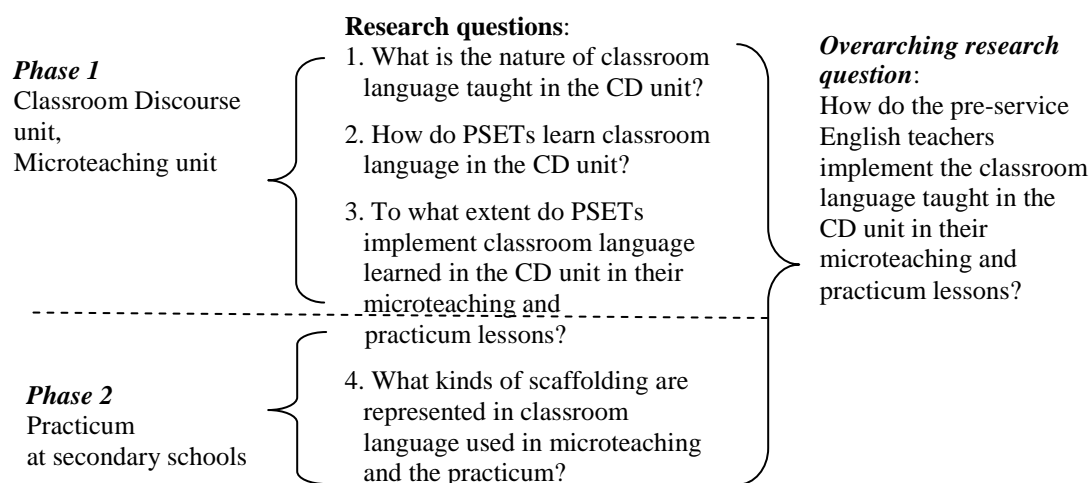 Phase 1
Classroom Discourse
unit,
Microteaching unit
Phase 2
Practicum
at secondary schools
Research questions:
1. What is the nature of classroom
language taught in the CD unit?
2. How do PSETs learn classroom
language in the CD unit?
3. To what extent do PSETs
implement classroom language
learned in the CD unit in their
microteaching and
practicum lessons?
4. What kinds of scaffolding are
represented in classroom
language used in microteaching
and the practicum?
Overarching research
question:
How do the pre-service
English teachers
implement the classroom
language taught in the
CD unit in their
microteaching and
practicum lessons?